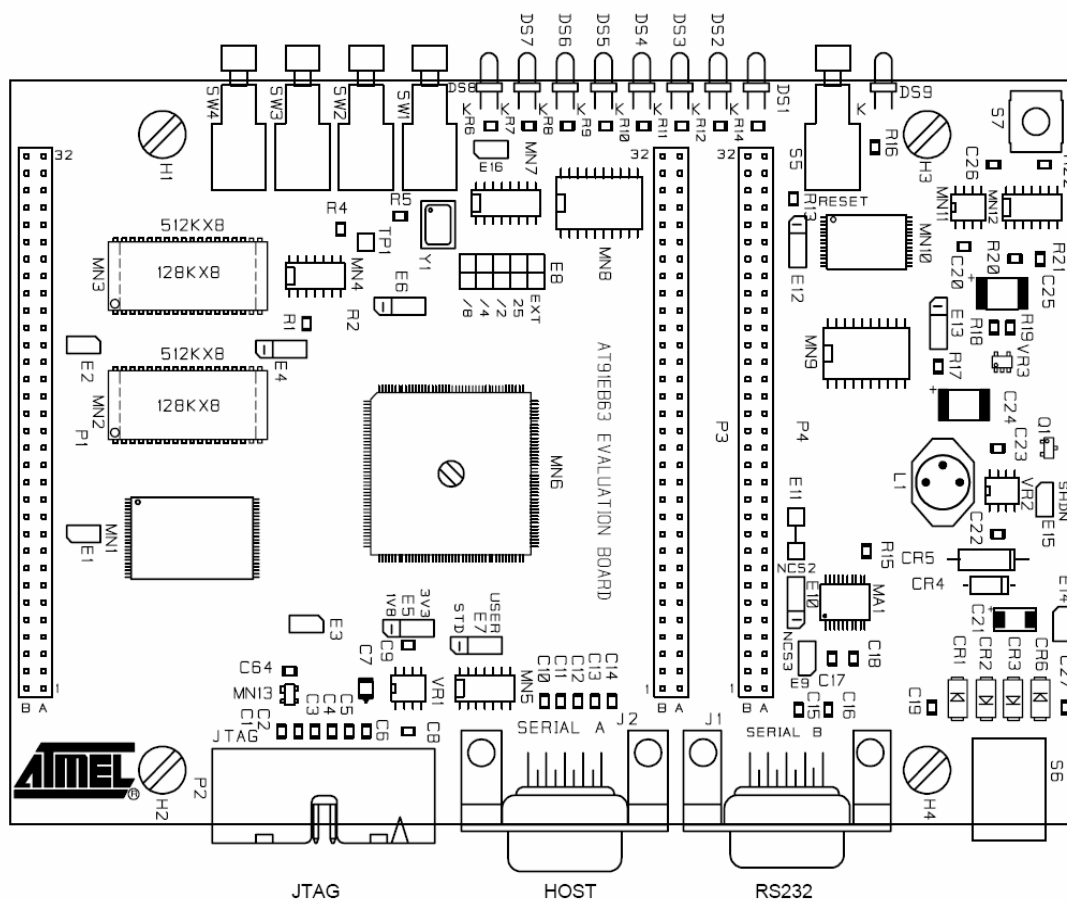 DS7
DS6
DS5
DS4
DS3
DS2
SW4
SW3
SW2
SW1
DS8
DS1
DS9
S7
K
R6
K
R7
K
R8
K
R9
K
R10
K
R11
K
R12
K
R14
K
R16
32
H1
E16
MN7
32
S5
H3
C26
R13
RESET
MN11
MN12
R4
R5
TP1
Y1
MN8
512KX8
MN3
128KX8
MN4
E6
E8
/8
/4
/2
25
EXT
E12
MN10
C20
R20
R21
C25
R1
R2
E13
R18
R19
VR3
E2
E4
512KX8
MN2
128KX8
P1
AT91EB63 EVALUATION BOARD
MN9
R17
C24
P3
P4
Q1
C23
L1
MN6
E11
VR2
SHDN
E15
E1
MN1
C22
R15
CR5
NCS2
CR4
E10
MA1
E14
C21
E3
1V8
E5
3V3
STD
E7
USER
NCS3
C9
E9
C17
C18
CR1
CR2
CR3
CR6
C27
C64
C7
MN13
VR1
MN5
C10
C11
C12
C13
C14
1
1
C15
C16
C19
B A
B A
B A
C1
C2
C3
C4
C5
C6
C8
JTAG
SERIAL A
J2
J1
SERIAL B
ATMEL
®
H2
P2
H4
S6
JTAG
HOST
RS232